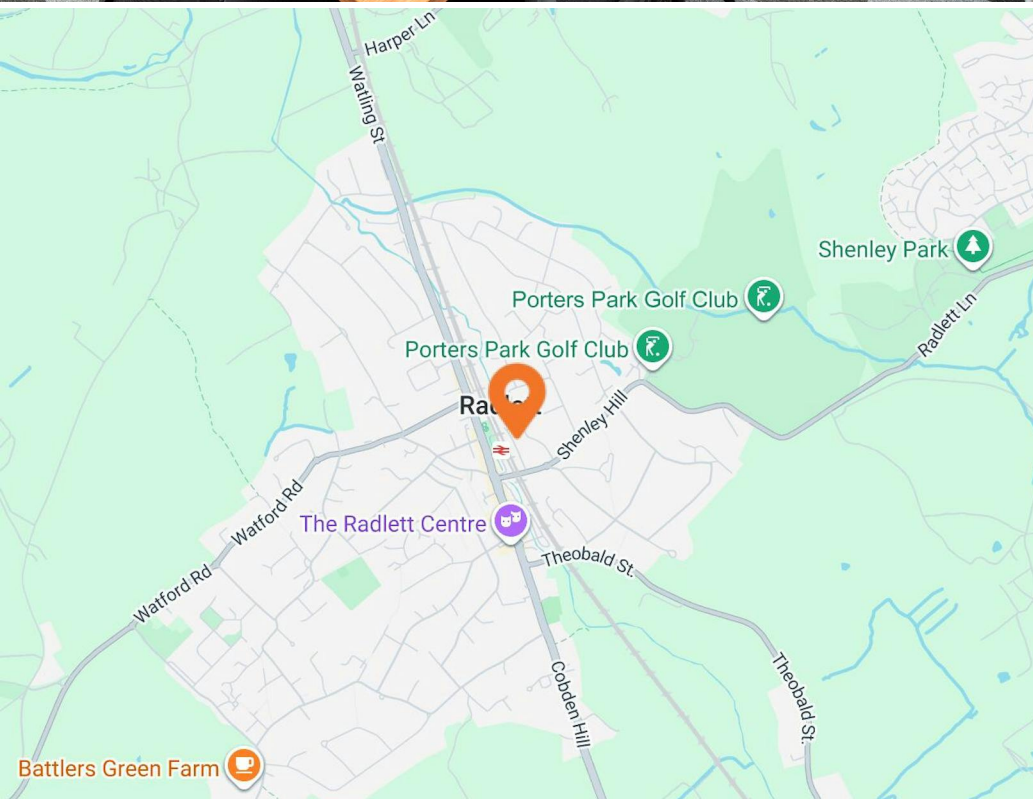 Harper Ln
Watling St
Shenley Park
Porters Park Golf Club
Radlett Ln
Porters Park Golf Club
Shenley Hill
Watford Rd
The Radlett Centre
Theobald St.
Watford Rd
Theobald St.
Cobden Hill
Battlers Green Farm